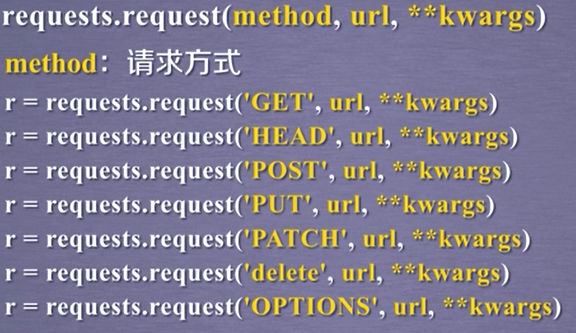 requests.request(method, url, **kwargs)
method：请求方式
r = requests.request('GET', url, **kwargs)
r = requests.request('HEAD', url, **kwargs)
r = requests.request('POST', url, **kwargs)
r = requests.request('PUT', url, **kwargs)
r = requests.request('PATCH', url, **kwargs)
r = requests.request('delete', url, **kwargs)
r = requests.request('OPTIONS', url, **kwargs)